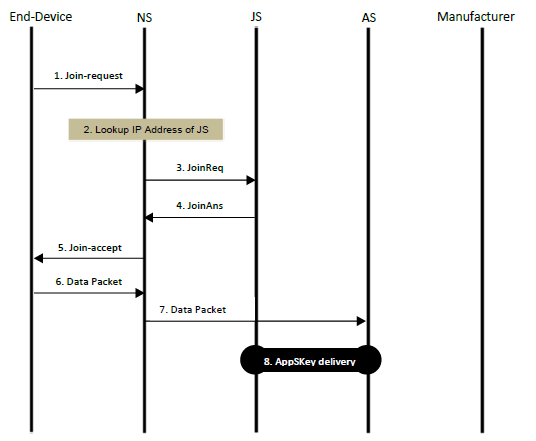 End-Device NS JS AS Manufacturer
1. Join-request
2. Lookup IP Address of JS
3. JoinReq
4. JoinAns
5. Join-accept
6. Data Packet
7. Data Packet
8. AppSKey delivery